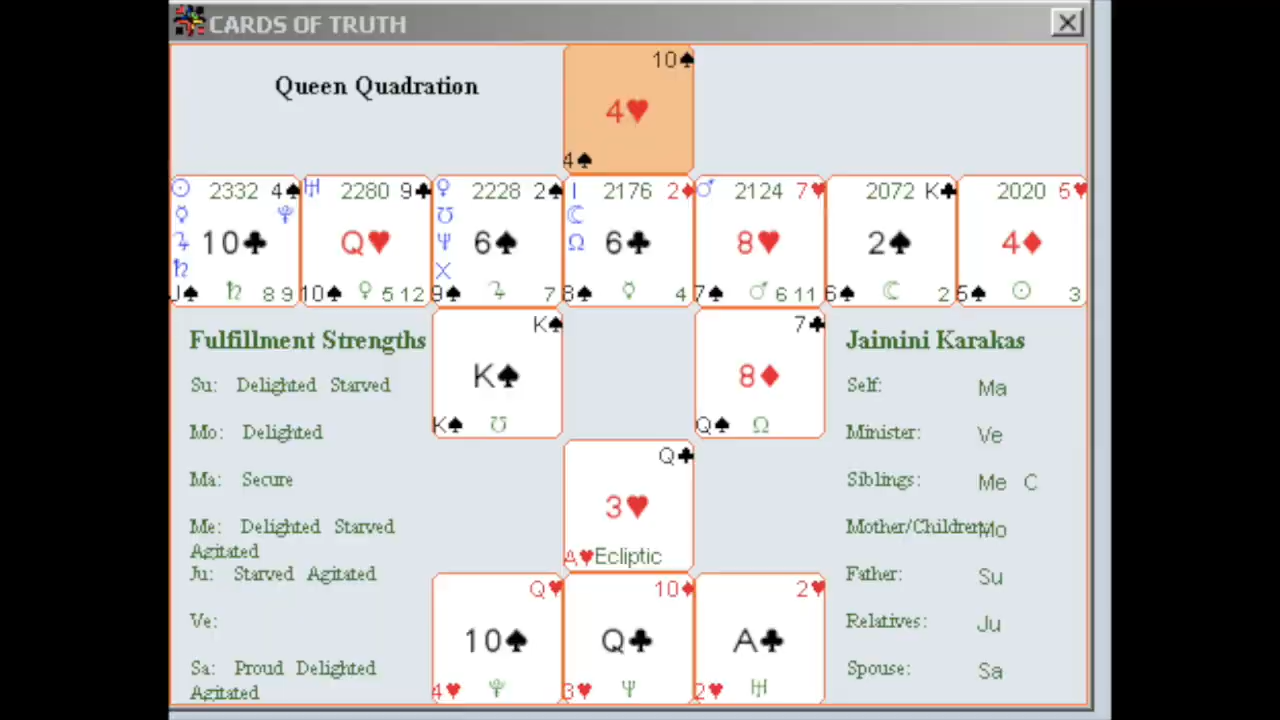 CARDS OF TRUTH
Queen Quadration
10♠
4♥
4♠
☉ 2332 4♠ ♅ 2280 9♣ ♀ 2228 2♠ I 2176 2♦ ♂ 2124 7♥ 2072 K♣ 2020
☿ ☋ ☾
♃ 10♣ Q♥ ♆ 6♠ ☊ 6♣ 8♥ 2♠ 4♦
♄ X
J♠ ♄ 8 9 10♠ ♀ 5 12 9♠ ♃ 7 8♠ ☿ 4 7♠ ♂ 6 11 6♠ ☾ 2 5♠ ☉ 3
K♠ 7♣
K♠ 8♦
K♠ ☋ Q♠ ☊
Q♣
3♥
A♥ Ecliptic
Q♥ 10♦ 2♥
10♠ Q♣ A♣
4♥ 3♥ ♆ 2♥ ♅
Fulfillment Strengths
Su: Delighted Starved
Mo: Delighted
Ma: Secure
Me: Delighted Starved
Agitated
Ju: Starved Agitated
Ve:
Sa: Proud Delighted
Agitated
Jaimini Karakas
Self: Ma
Minister: Ve
Siblings: Me C
Mother/Children: Mo
Father: Su
Relatives: Ju
Spouse: Sa